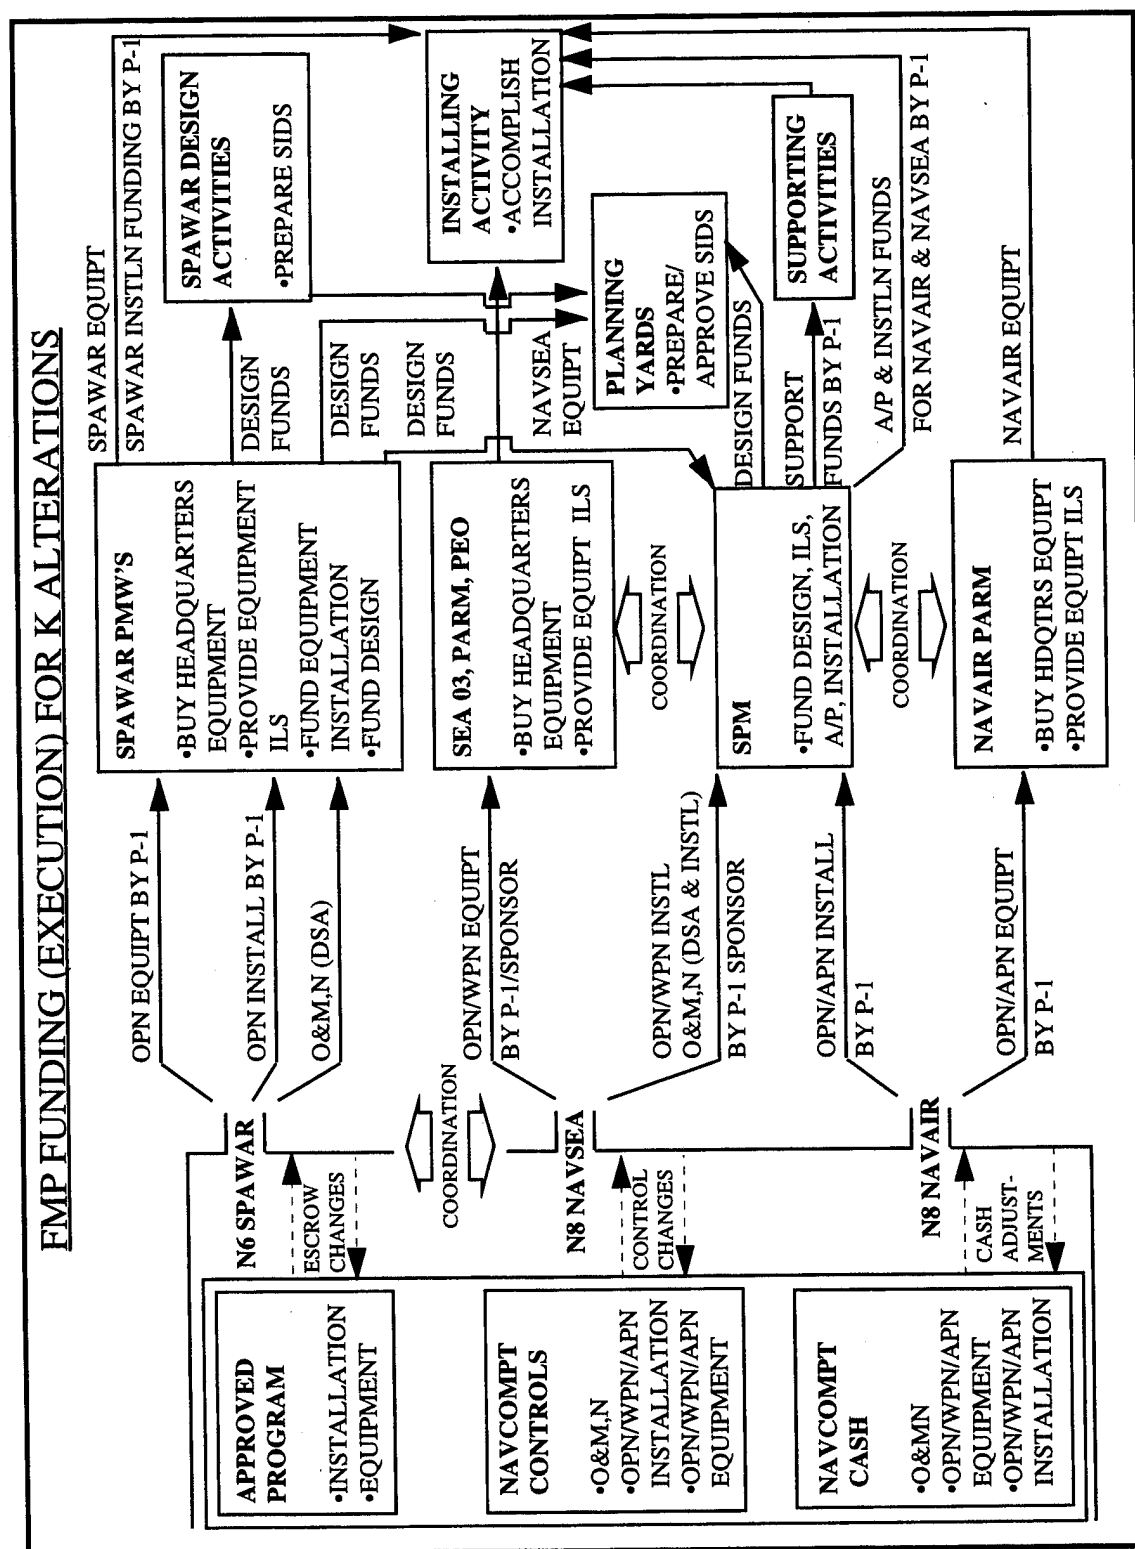 FMP FUNDING (EXECUTION) FOR K ALTERATIONS
APPROVED
PROGRAM
•INSTALLATION
•EQUIPMENT
NAVCOMPT
CONTROLS
•O&M,N
•OPN/WPN/APN
INSTALLATION
•OPN/WPN/APN
EQUIPMENT
NAVCOMPT
CASH
•O&MN
•OPN/WPN/APN
EQUIPMENT
•OPN/WPN/APN
INSTALLATION
N6 SPAWAR
ESCROW
CHANGES
COORDINATION
N8 NAVSEA
CONTROL
CHANGES
N8 NAVAIR
CASH
ADJUST-
MENTS
OPN EQUIPT BY P-1
OPN INSTALL BY P-1
O&M,N (DSA)
OPN/WPN EQUIPT
BY P-1/SPONSOR
OPN/WPN INSTL
O&M,N (DSA & INSTL)
BY P-1 SPONSOR
OPN/APN INSTALL
BY P-1
OPN/APN EQUIPT
BY P-1
SPAWAR PMW'S
•BUY HEADQUARTERS
EQUIPMENT
•PROVIDE EQUIPMENT
ILS
•FUND EQUIPMENT
INSTALLATION
•FUND DESIGN
SEA 03, PARM, PEO
•BUY HEADQUARTERS
EQUIPMENT
•PROVIDE EQUIPT ILS
COORDINATION
SPM
•FUND DESIGN, ILS,
A/P, INSTALLATION
COORDINATION
NAVAIR PARM
•BUY HDQTRS EQUIPT
•PROVIDE EQUIPT ILS
SPAWAR EQUIPT
SPAWAR INSTLN FUNDING BY P-1
DESIGN
FUNDS
DESIGN
FUNDS
DESIGN
FUNDS
NAVSEA
EQUIPT
DESIGN FUNDS
SUPPORT
FUNDS BY P-1
A/P & INSTLN FUNDS
FOR NAVAIR & NAVSEA BY P-1
NAVAIR EQUIPT
SPAWAR DESIGN
ACTIVITIES
•PREPARE SIDS
INSTALLING
ACTIVITY
•ACCOMPLISH
INSTALLATION
PLANNING
YARDS
•PREPARE/
APPROVE SIDS
SUPPORTING
ACTIVITIES